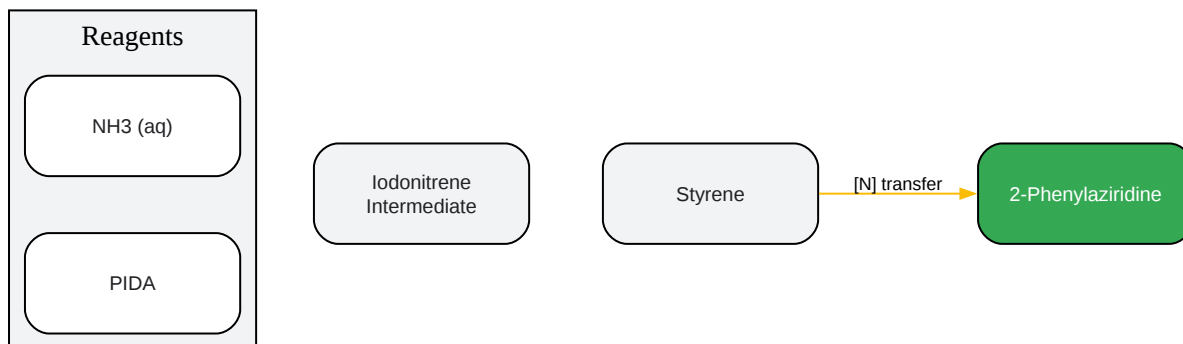 Reagents
NH3 (aq)
PIDA
Iodonitrene
Intermediate
Styrene
[N] transfer
2-Phenylaziridine